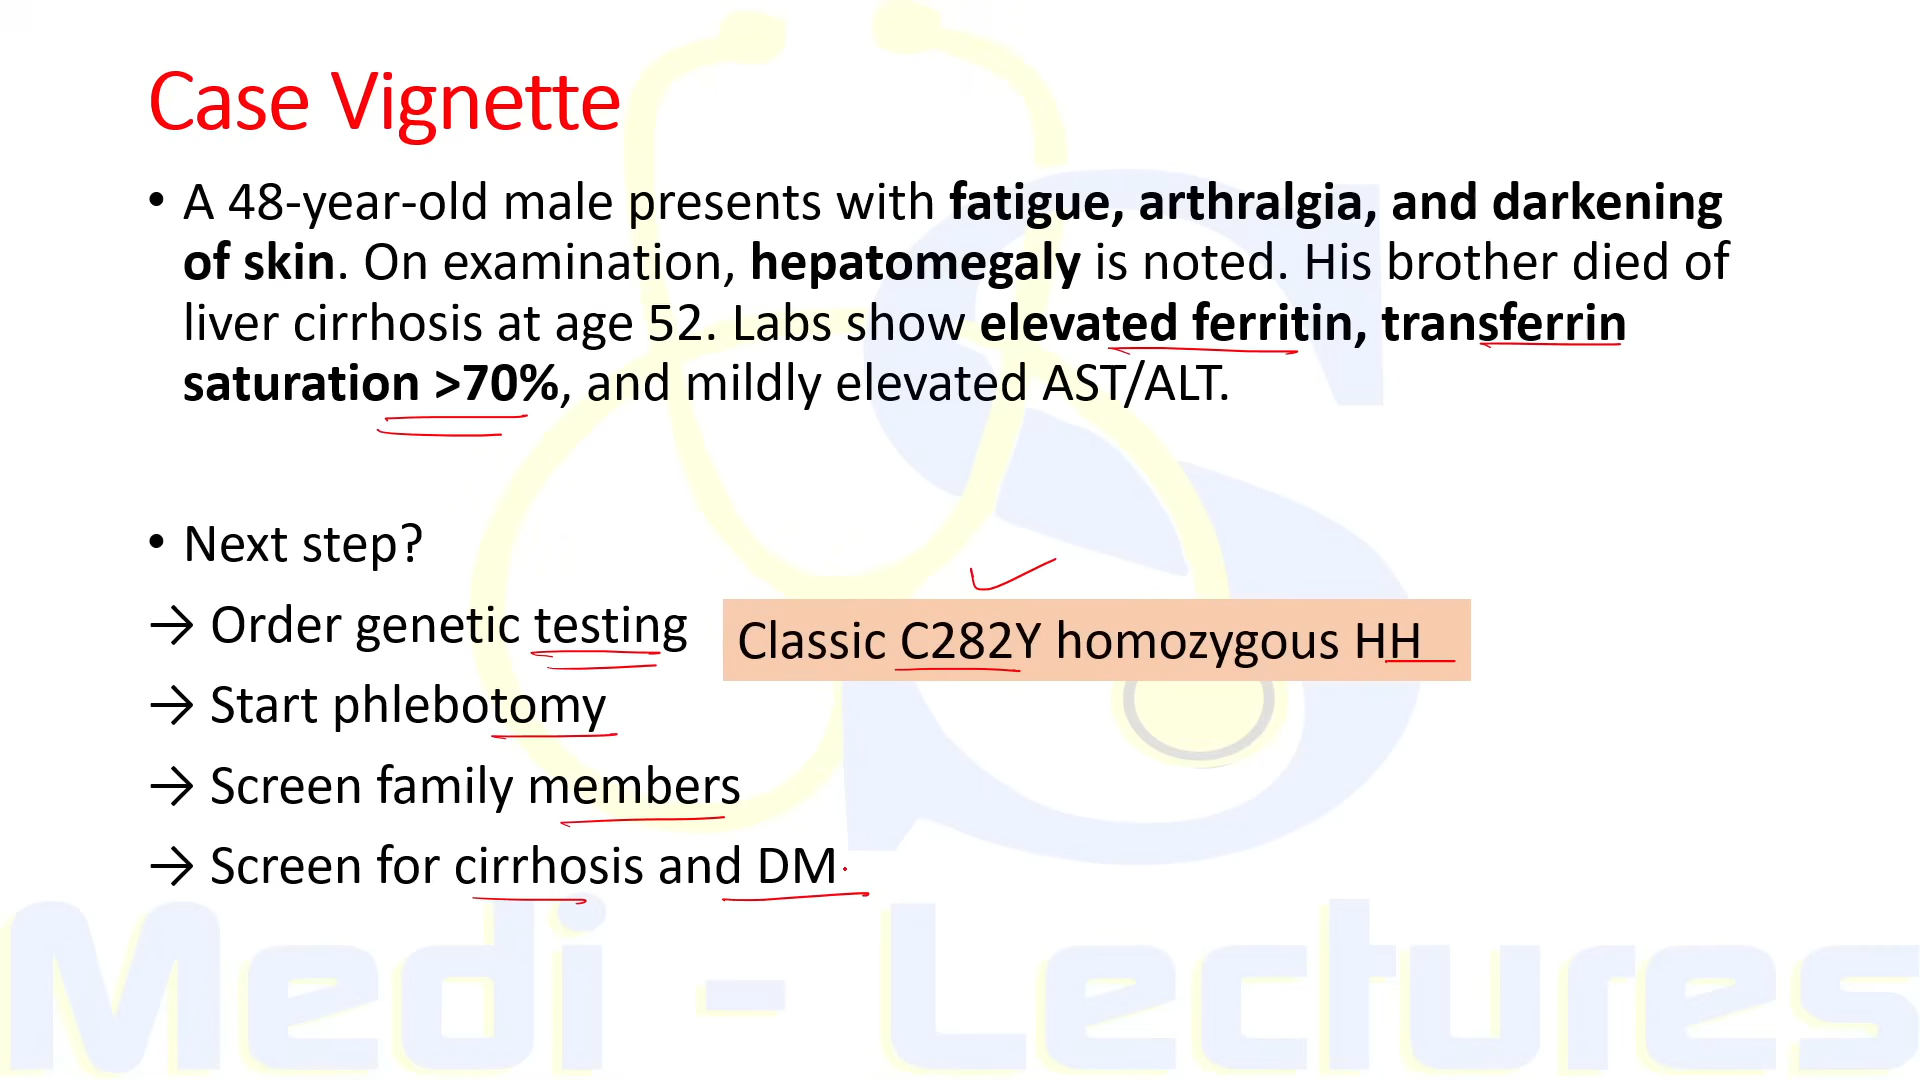 Case Vignette
• A 48-year-old male presents with fatigue, arthralgia, and darkening
of skin. On examination, hepatomegaly is noted. His brother died of
liver cirrhosis at age 52. Labs show elevated ferritin, transferrin
saturation >70%, and mildly elevated AST/ALT.
• Next step?
→ Order genetic testing
Classic C282Y homozygous HH
→ Start phlebotomy
→ Screen family members
→ Screen for cirrhosis and DM
Medi - Lectures